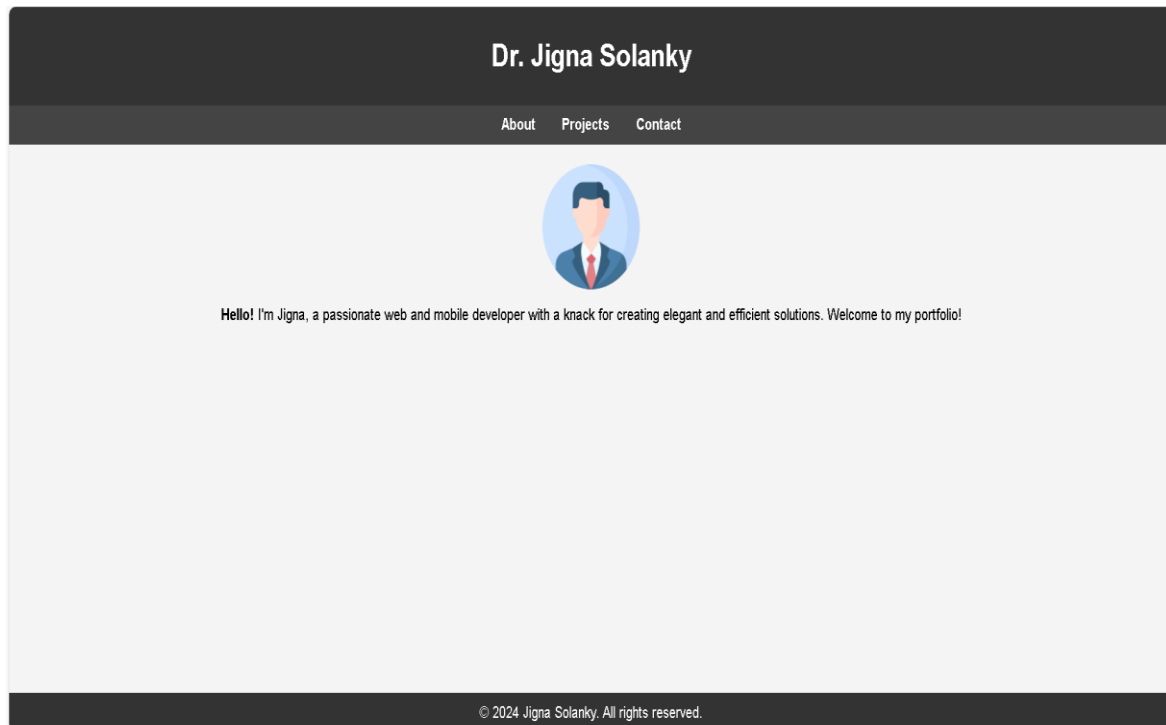 Dr. Jigna Solanky
About Projects Contact
Hello! I'm Jigna, a passionate web and mobile developer with a knack for creating elegant and efficient solutions. Welcome to my portfolio!
© 2024 Jigna Solanky. All rights reserved.